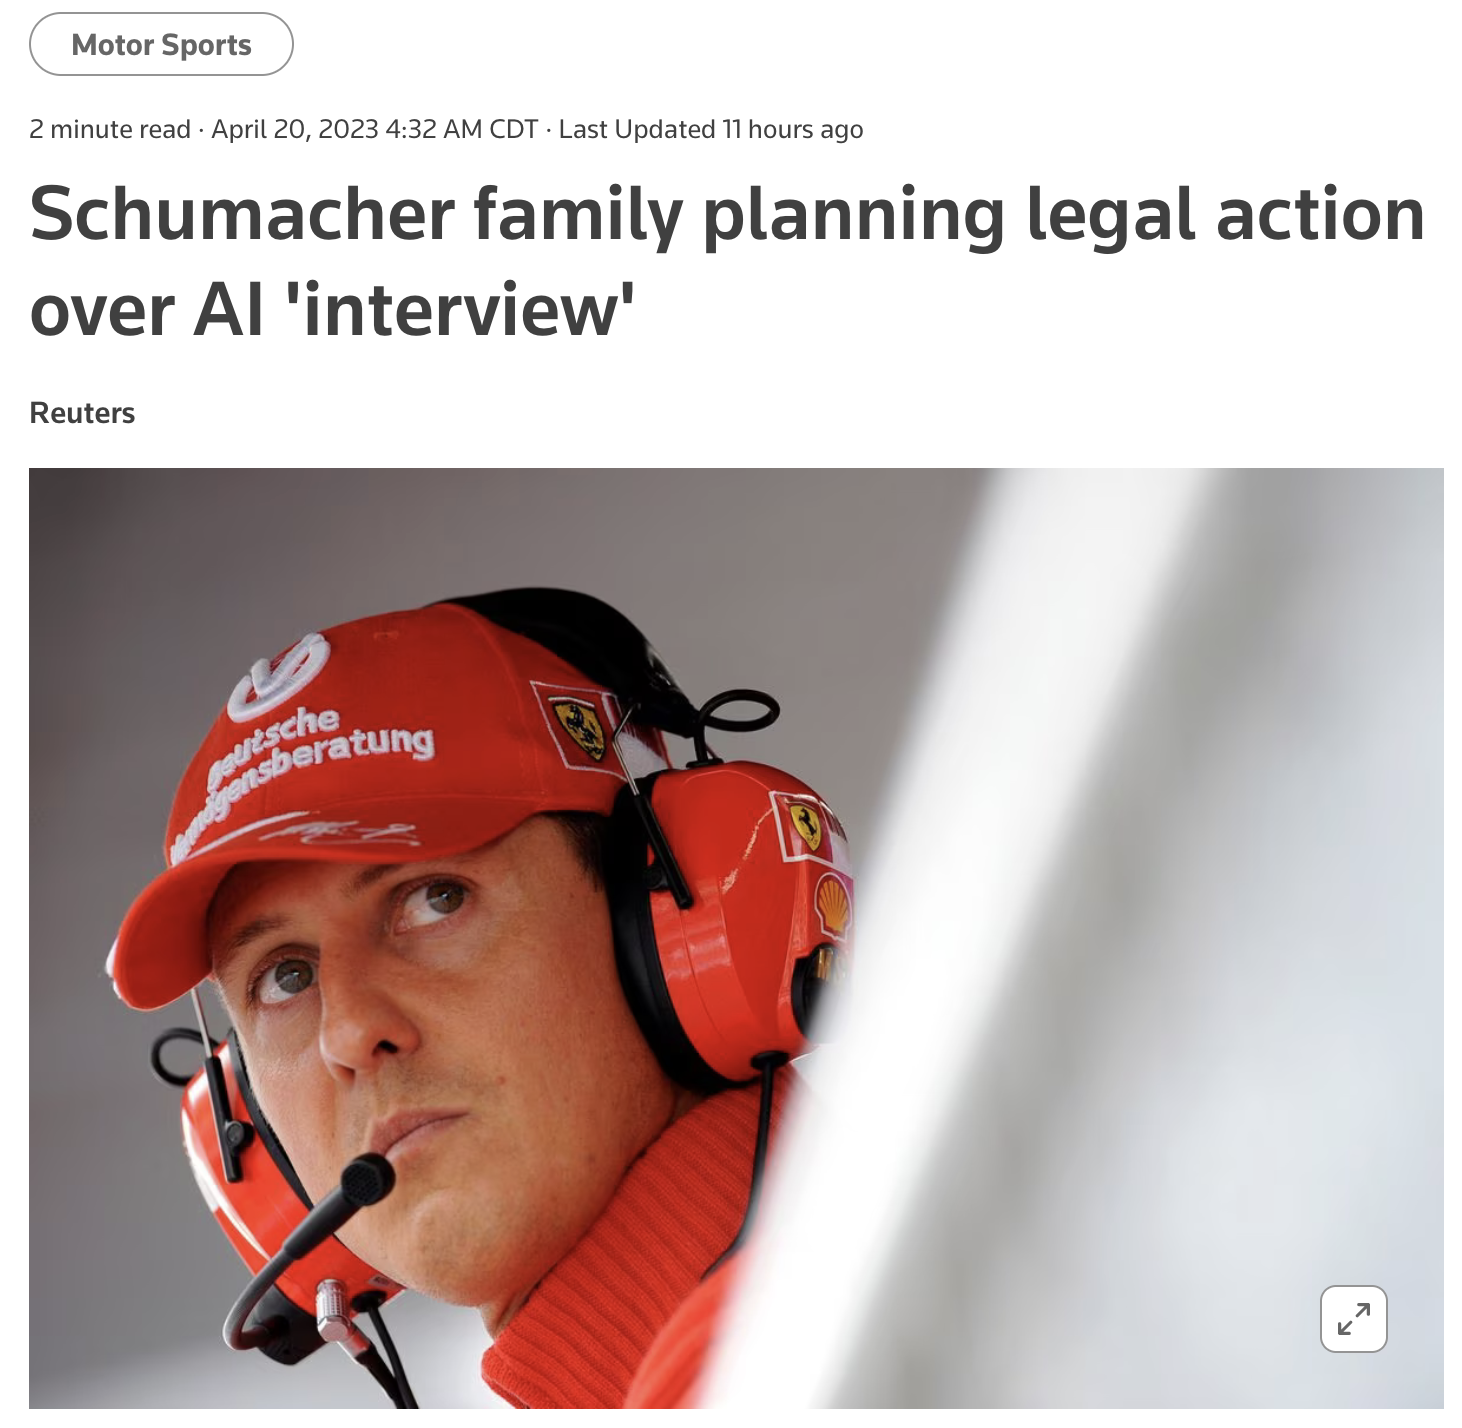 Motor Sports
2 minute read · April 20, 2023 4:32 AM CDT · Last Updated 11 hours ago
Schumacher family planning legal action
over AI 'interview'
Reuters
deutsche
vermögensberatung